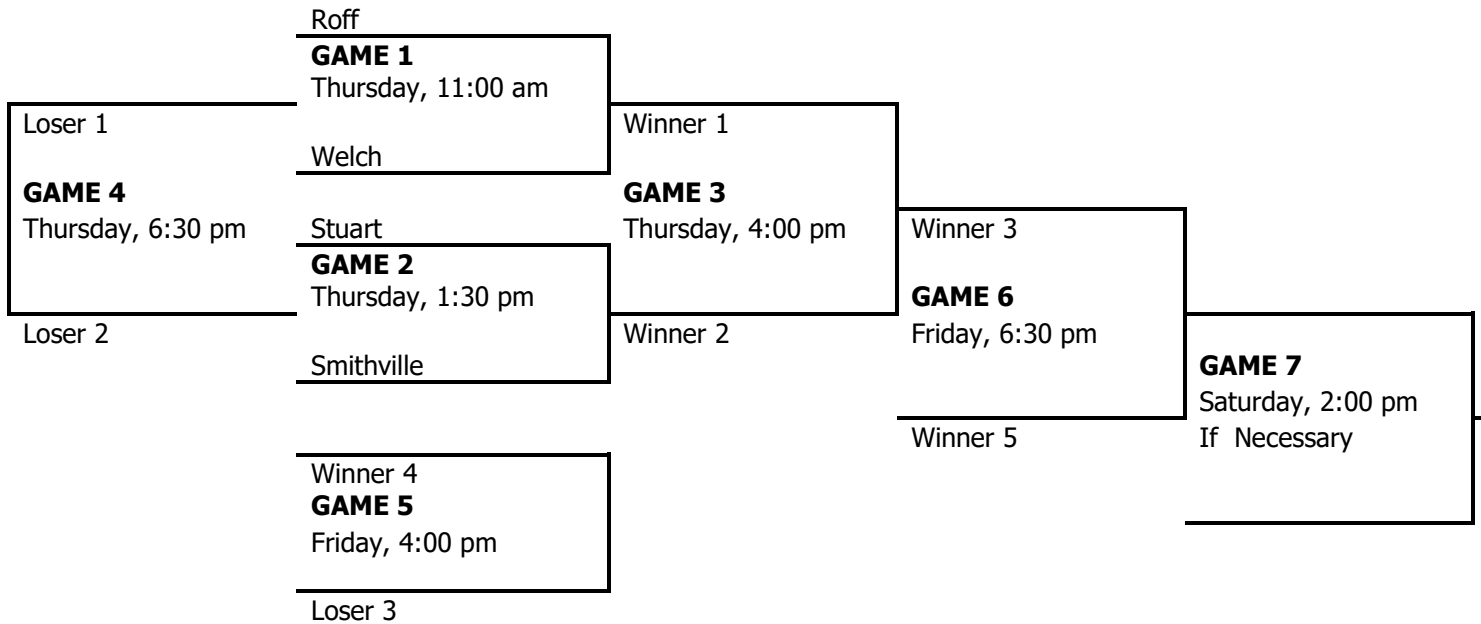 Roff
GAME 1
Thursday, 11:00 am
Loser 1
Winner 1
Welch
GAME 4
GAME 3
Thursday, 6:30 pm
Stuart
Thursday, 4:00 pm
Winner 3
GAME 2
Thursday, 1:30 pm
GAME 6
Loser 2
Winner 2
Friday, 6:30 pm
Smithville
GAME 7
Saturday, 2:00 pm
Winner 5
If Necessary
Winner 4
GAME 5
Friday, 4:00 pm
Loser 3